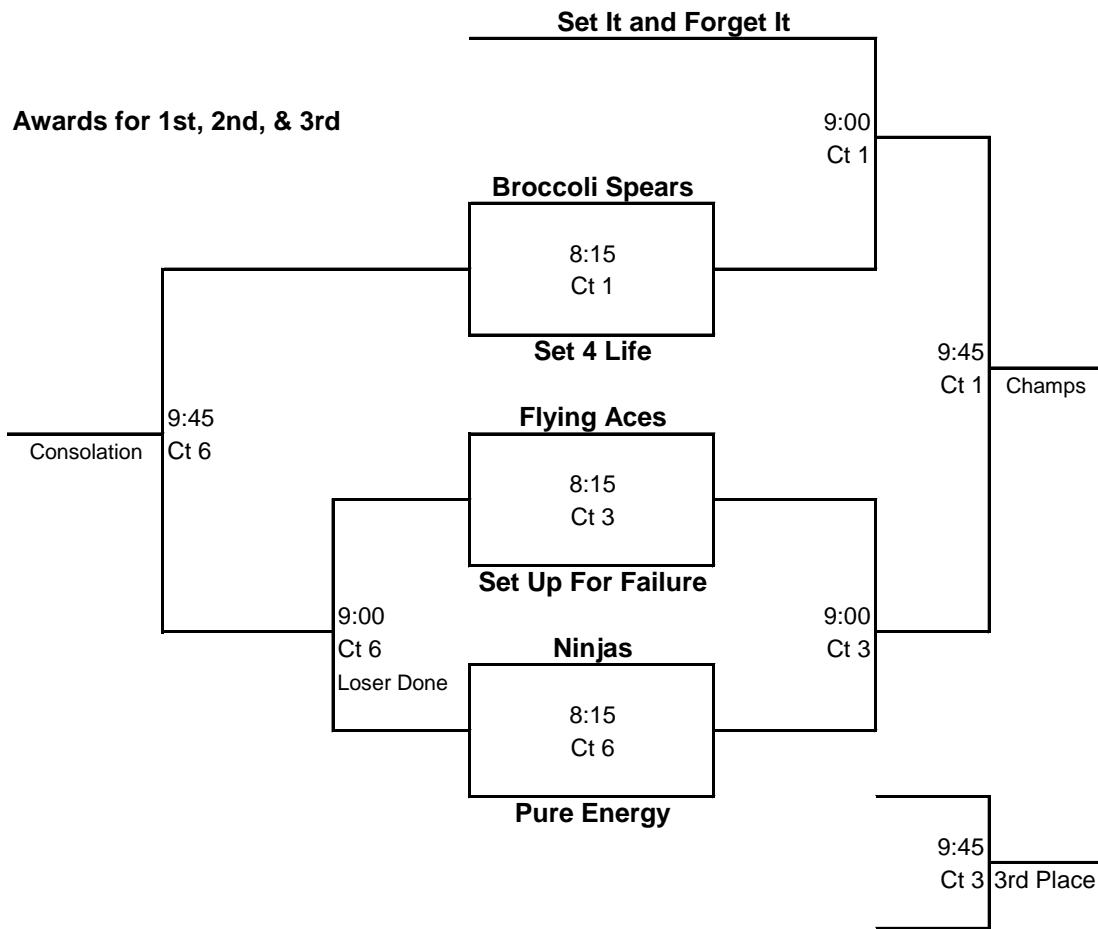 Set It and Forget It
Awards for 1st, 2nd, & 3rd
9:00
Ct 1
Broccoli Spears
8:15
Ct 1
Set 4 Life
9:45
Ct 1
Champs
Flying Aces
9:45
Ct 6
Consolation
8:15
Ct 3
Set Up For Failure
9:00
Ct 6
Loser Done
9:00
Ct 3
Ninjas
8:15
Ct 6
Pure Energy
9:45
Ct 3
3rd Place